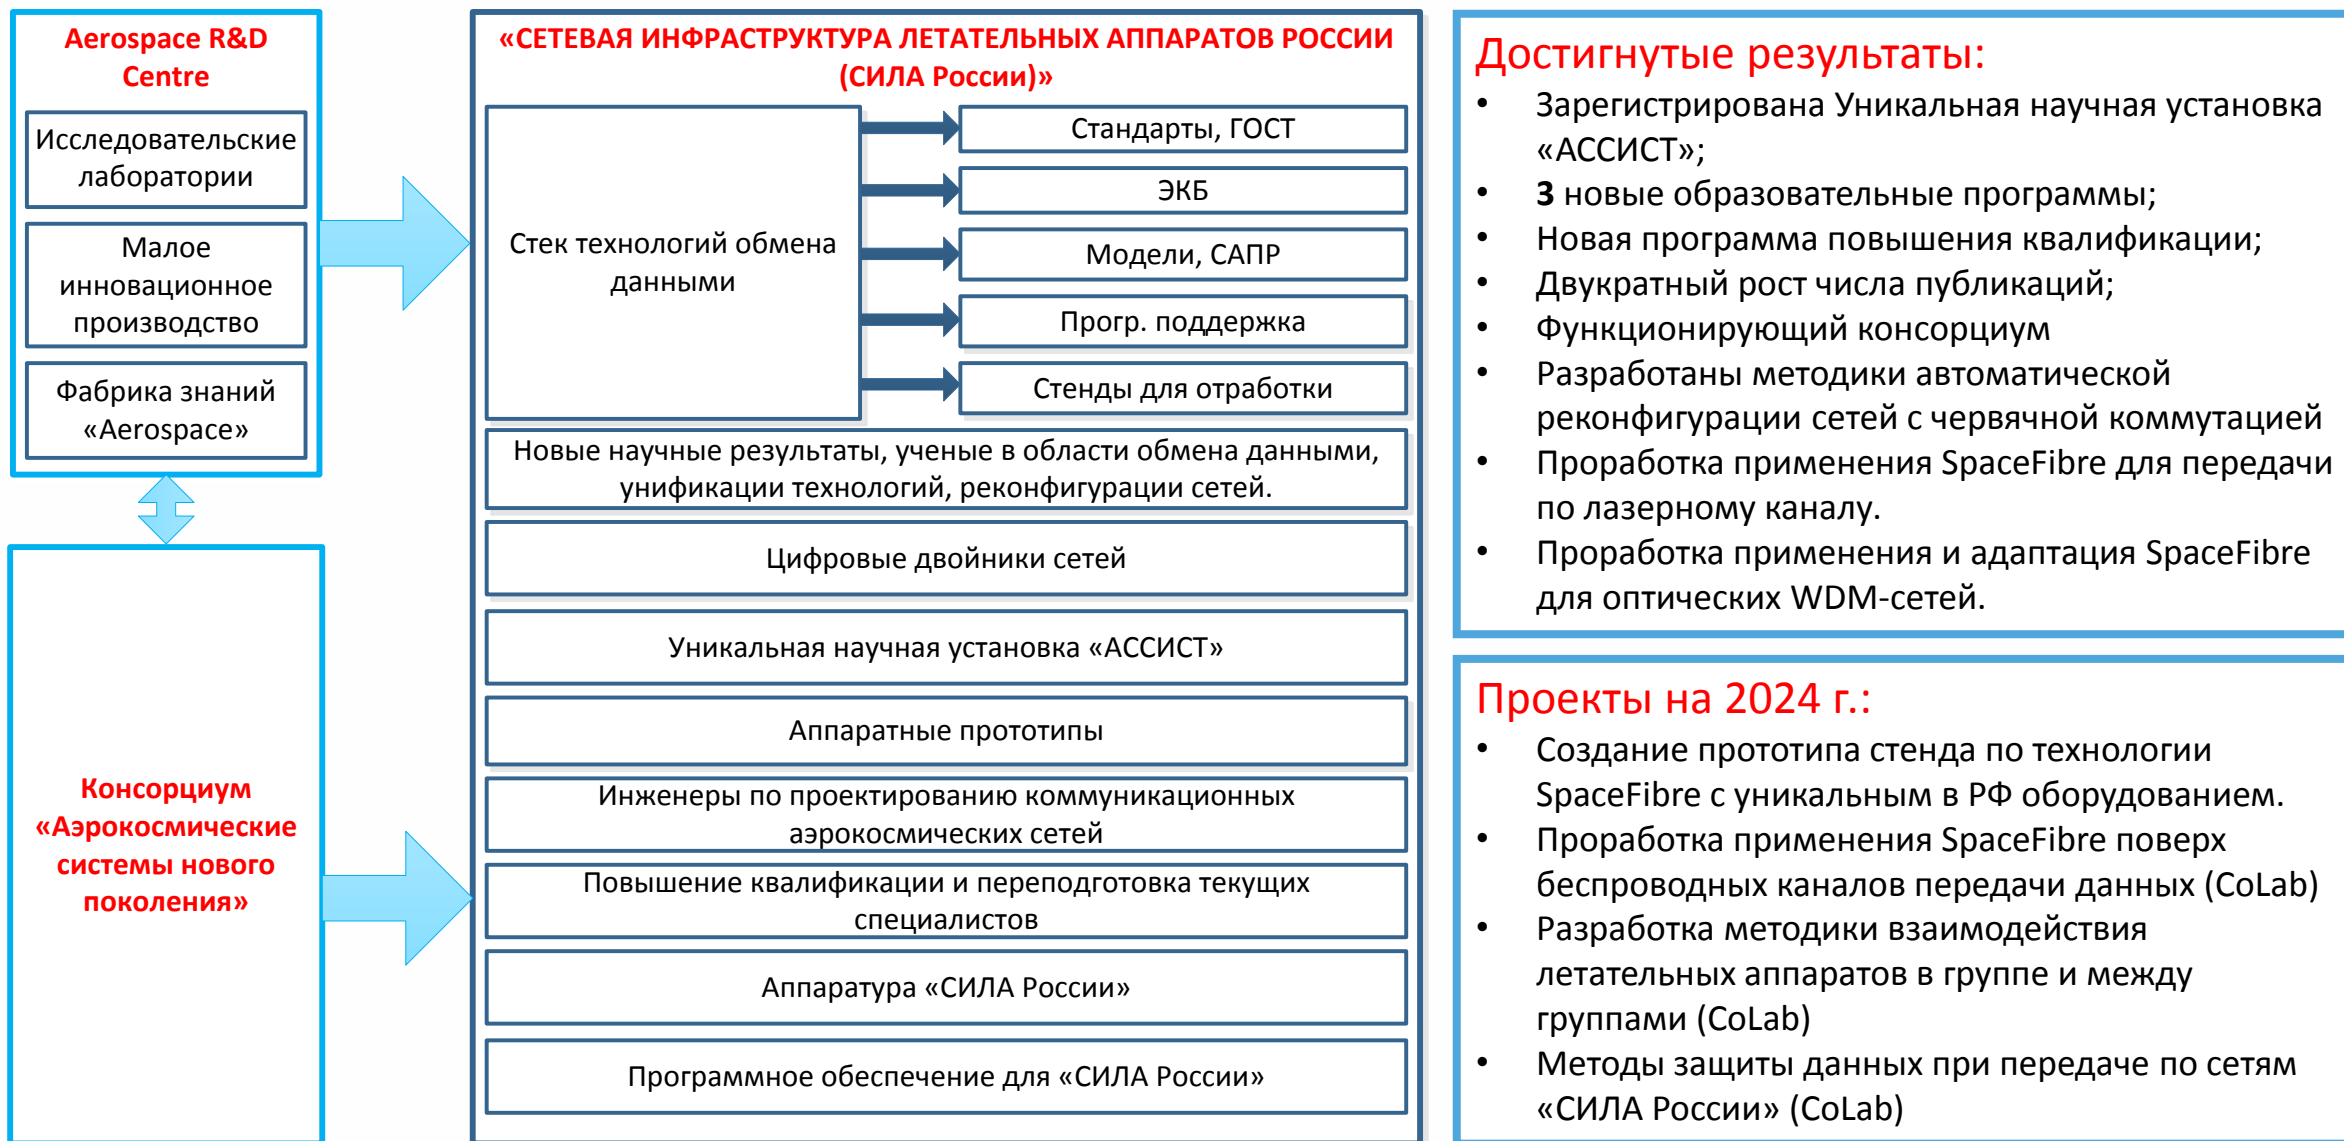 Aerospace R&D
Centre
Исследовательские
лаборатории
Малое
инновационное
производство
Фабрика знаний
«Aerospace»
Консорциум
«Аэрокосмические
системы нового
поколения»
«СЕТЕВАЯ ИНФРАСТРУКТУРА ЛЕТАТЕЛЬНЫХ АППАРАТОВ РОССИИ
(СИЛА России)»
Стек технологий обмена
данными
Стандарты, ГОСТ
ЭКБ
Модели, САПР
Прогр. поддержка
Стенды для отработки
Новые научные результаты, ученые в области обмена данными,
унификации технологий, реконфигурации сетей.
Цифровые двойники сетей
Уникальная научная установка «АССИСТ»
Аппаратные прототипы
Инженеры по проектированию коммуникационных
аэрокосмических сетей
Повышение квалификации и переподготовка текущих
специалистов
Аппаратура «СИЛА России»
Программное обеспечение для «СИЛА России»
Достигнутые результаты:
• Зарегистрирована Уникальная научная установка
«АССИСТ»;
• 3 новые образовательные программы;
• Новая программа повышения квалификации;
• Двукратный рост числа публикаций;
• Функционирующий консорциум
• Разработаны методики автоматической
реконфигурации сетей с червячной коммутацией
• Проработка применения SpaceFibre для передачи
по лазерному каналу.
• Проработка применения и адаптация SpaceFibre
для оптических WDM-сетей.
Проекты на 2024 г.:
• Создание прототипа стенда по технологии
SpaceFibre с уникальным в РФ оборудованием.
• Проработка применения SpaceFibre поверх
беспроводных каналов передачи данных (CoLab)
• Разработка методики взаимодействия
летательных аппаратов в группе и между
группами (CoLab)
• Методы защиты данных при передаче по сетям
«СИЛА России» (CoLab)